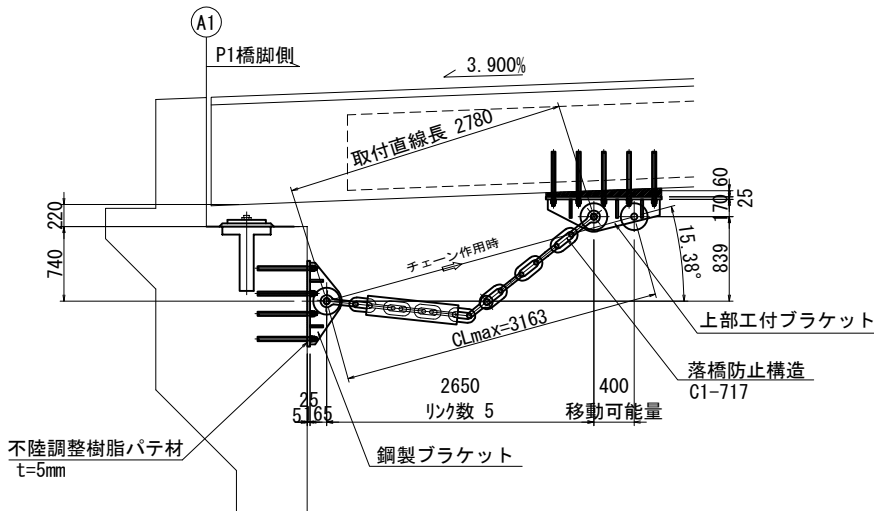 A1
P1橋脚側
3.900%
取付直線長 2780
220
740
チェーン作用時
CLmax=3163
170 60
25
839
15.38°
上部工付ブラケット
落橋防止構造
C1-717
2650
400
リンク数 5
移動可能量
25
5
165
不陸調整樹脂パテ材
t=5mm
鋼製ブラケット